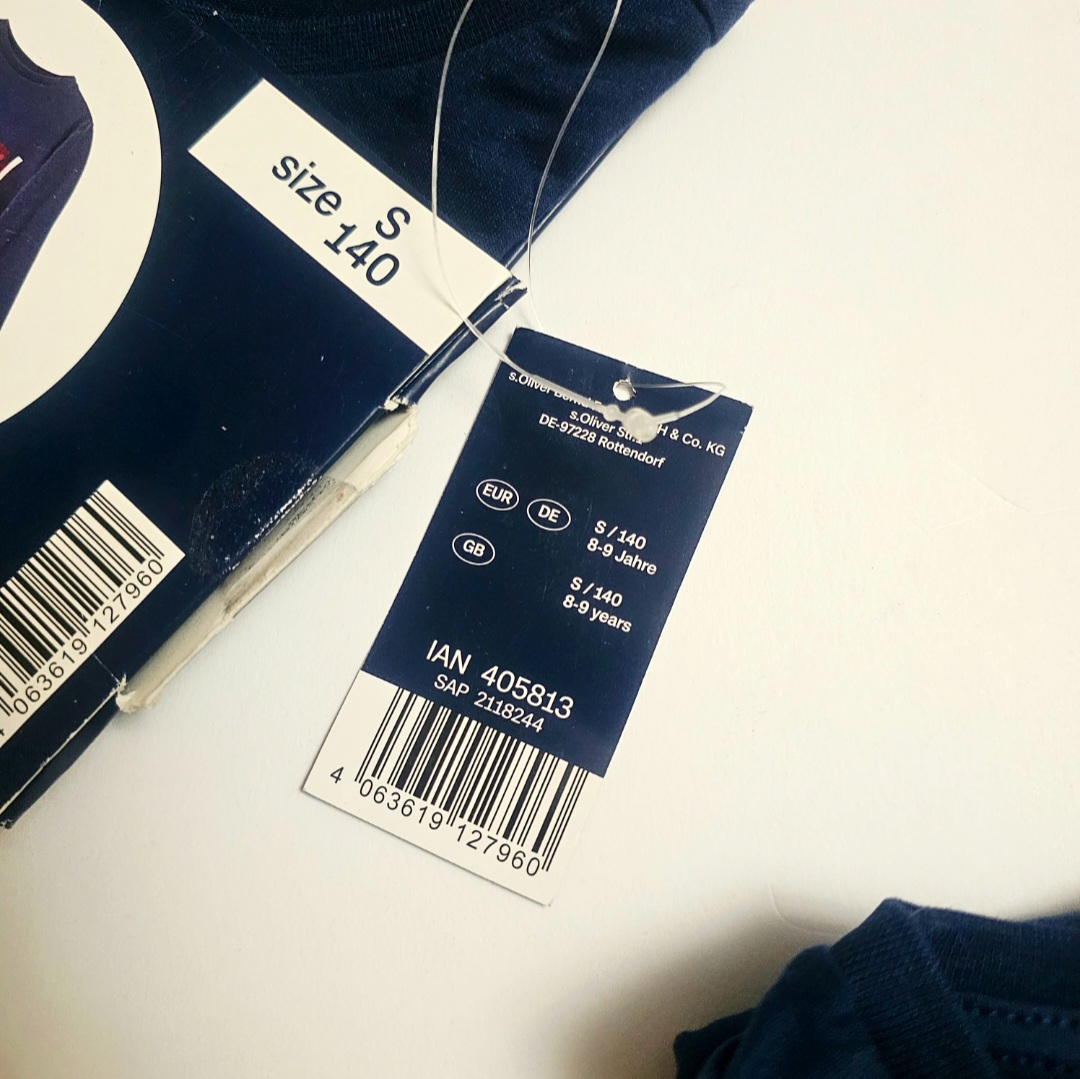 size S
140
4 063619 127960
s.Oliver
H & Co. KG
s.Oliver
DE-97228 Rottendorf
EUR DE S / 140
8-9 Jahre
GB S / 140
8-9 years
IAN 405813
SAP 2118244
4 063619 127960